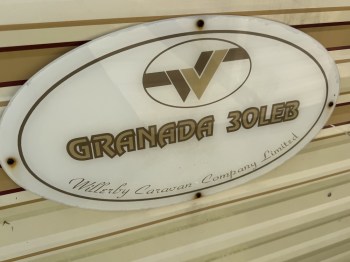 W
GRANADA 30LEB
Willerby Caravan Company Limited